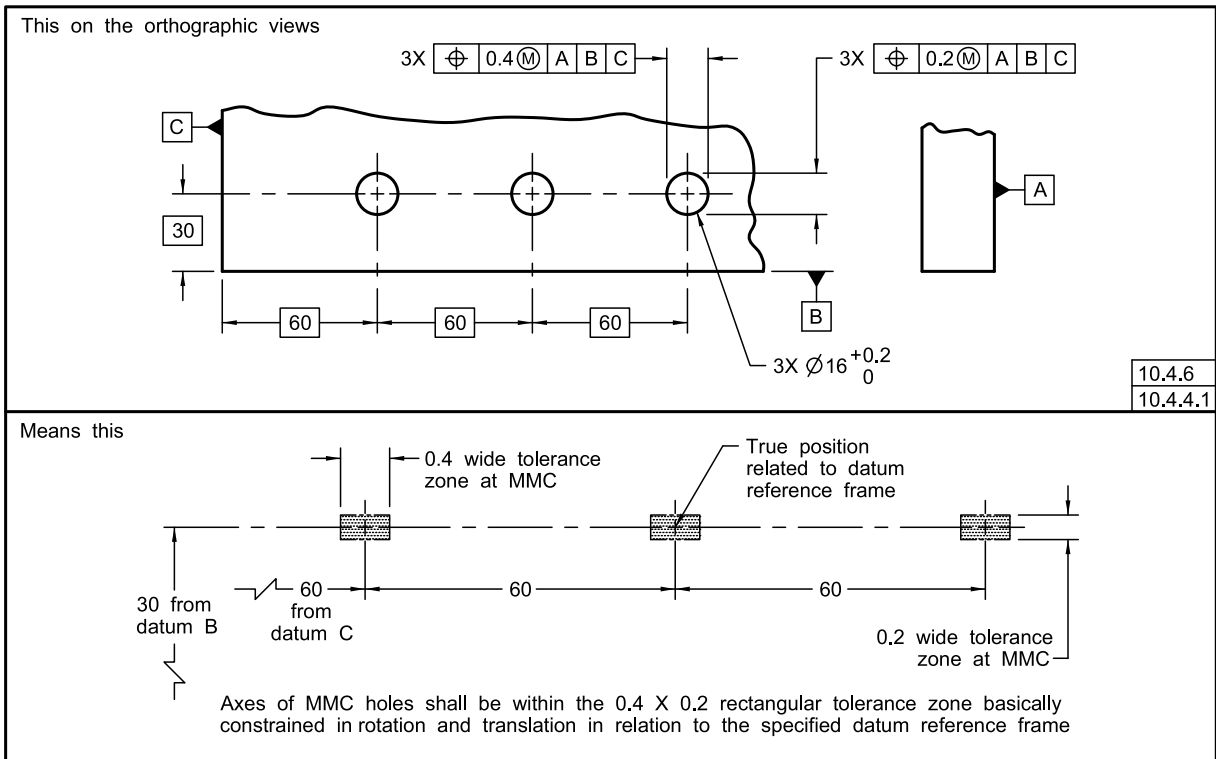 This on the orthographic views
3X ⌖ 0.4Ⓜ A B C
3X ⌖ 0.2Ⓜ A B C
C
A
30
60
60
60
B
3X ∅16 +0.2
0
10.4.6
10.4.4.1
Means this
0.4 wide tolerance
zone at MMC
True position
related to datum
reference frame
30 from
datum B
60
from
datum C
60
60
0.2 wide tolerance
zone at MMC
Axes of MMC holes shall be within the 0.4 X 0.2 rectangular tolerance zone basically
constrained in rotation and translation in relation to the specified datum reference frame